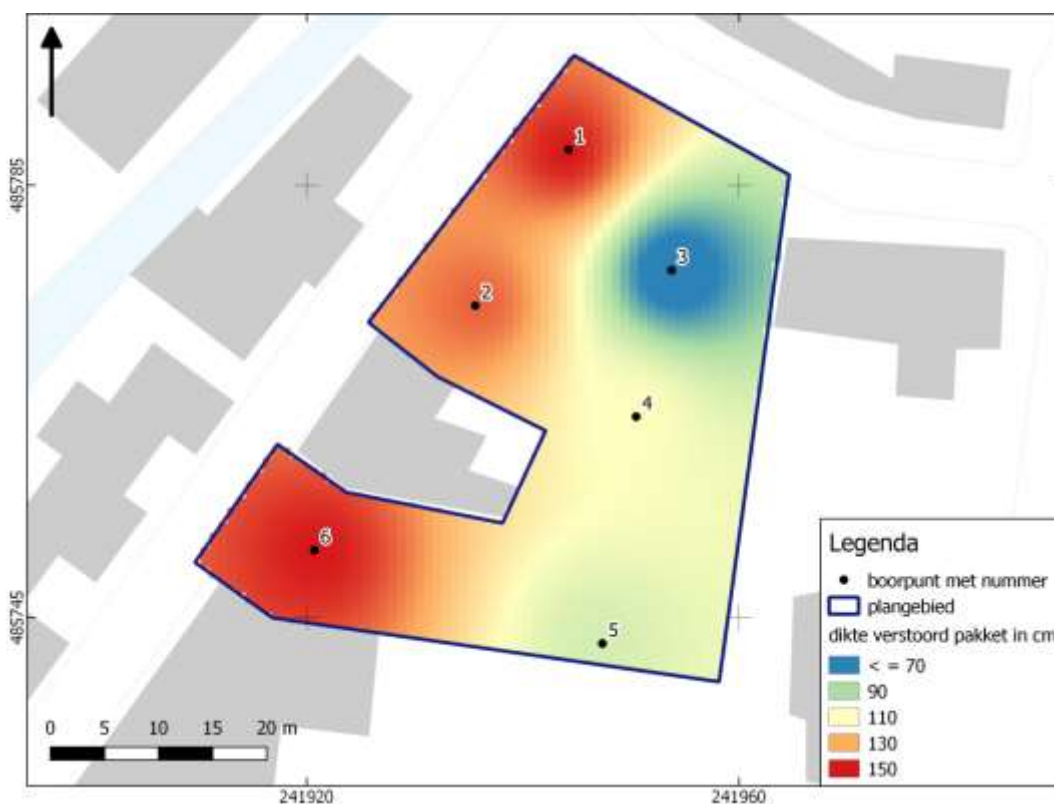 1
485785
3
2
4
6
5
485745
0 5 10 15 20 m
241920
241960
Legenda
boorpunt met nummer
plangebied
dikte verstoord pakket in cm
< = 70
90
110
130
150